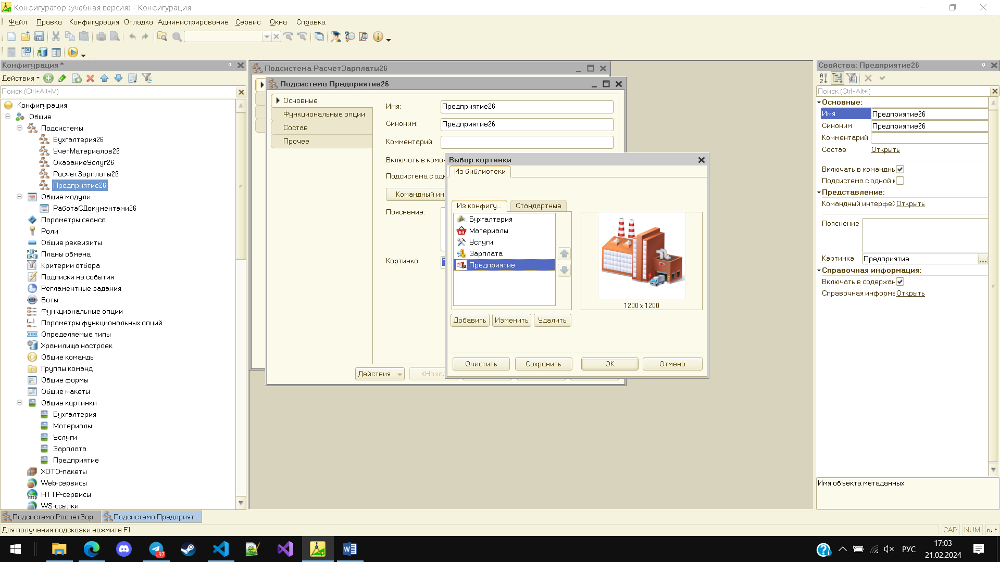 Конфигуратор (учебная версия) - Конфигурация
Файл Правка Конфигурация Отладка Администрирование Сервис Окна Справка
Конфигурация *
Действия
Поиск (Ctrl+Alt+M)
Конфигурация
Общие
Подсистемы
Бухгалтерия26
УчетМатериалов26
ОказаниеУслуг26
РасчетЗарплаты26
Предприятие26
Общие модули
РаботаСДокументами26
Параметры сеанса
Роли
Общие реквизиты
Планы обмена
Критерии отбора
Подписки на события
Регламентные задания
Боты
Функциональные опции
Параметры функциональных опций
Определяемые типы
Хранилища настроек
Общие команды
Группы команд
Общие формы
Общие макеты
Общие картинки
Бухгалтерия
Материалы
Услуги
Зарплата
Предприятие
XDTO-пакеты
Web-сервисы
HTTP-сервисы
WS-ссылки
Подсистема РасчетЗарплаты26
Подсистема Предприятие26
Основные
Функциональные опции
Состав
Прочее
Имя: Предприятие26
Синоним: Предприятие26
Комментарий:
Включать в кома
Подсистема с од
Командный ин
Пояснение:
Картинка:
Действия <Назад
Выбор картинки
Из библиотеки
Из конфигу... Стандартные
Бухгалтерия
Материалы
Услуги
Зарплата
Предприятие
1200 x 1200
Добавить Изменить Удалить
Очистить Сохранить OK Отмена
Свойства: Предприятие26
Поиск (Ctrl+Alt+I)
Основные:
Имя Предприятие26
Синоним Предприятие26
Комментарий
Состав Открыть
Включать в командн
Подсистема с одной
Представление:
Командный интерфей Открыть
Пояснение
Картинка Предприятие ...
Справочная информация:
Включать в содержан
Справочная информа Открыть
Имя объекта метаданных
Подсистема РасчетЗар... Подсистема Предприят...
Для получения подсказки нажмите F1
CAP NUM ru
97
РУС
17:03
21.02.2024